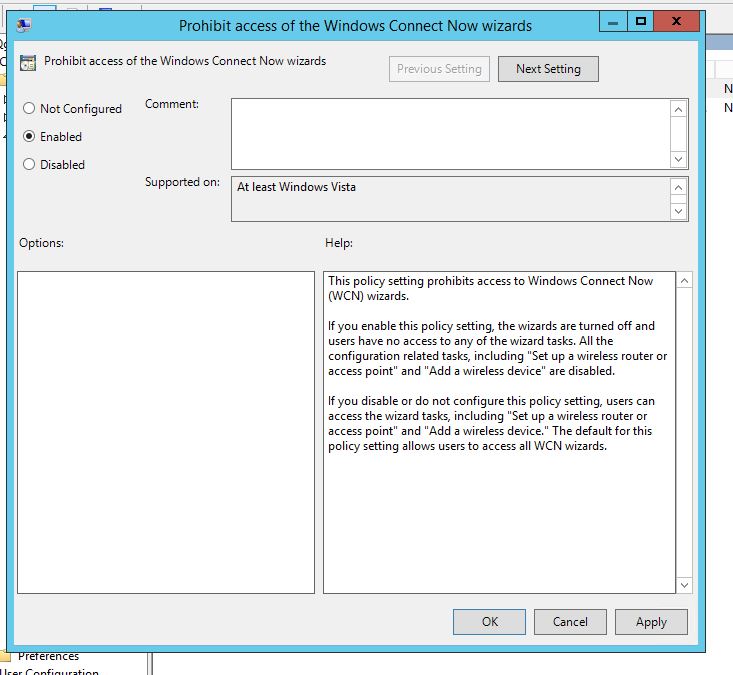 Prohibit access of the Windows Connect Now wizards
Prohibit access of the Windows Connect Now wizards
Previous Setting
Next Setting
Not Configured
Enabled
Disabled
Comment:
Supported on:
At least Windows Vista
Options:
Help:
This policy setting prohibits access to Windows Connect Now
(WCN) wizards.
If you enable this policy setting, the wizards are turned off and
users have no access to any of the wizard tasks. All the
configuration related tasks, including "Set up a wireless router or
access point" and "Add a wireless device" are disabled.
If you disable or do not configure this policy setting, users can
access the wizard tasks, including "Set up a wireless router or
access point" and "Add a wireless device." The default for this
policy setting allows users to access all WCN wizards.
OK
Cancel
Apply
N
N
Preferences
User Configuration